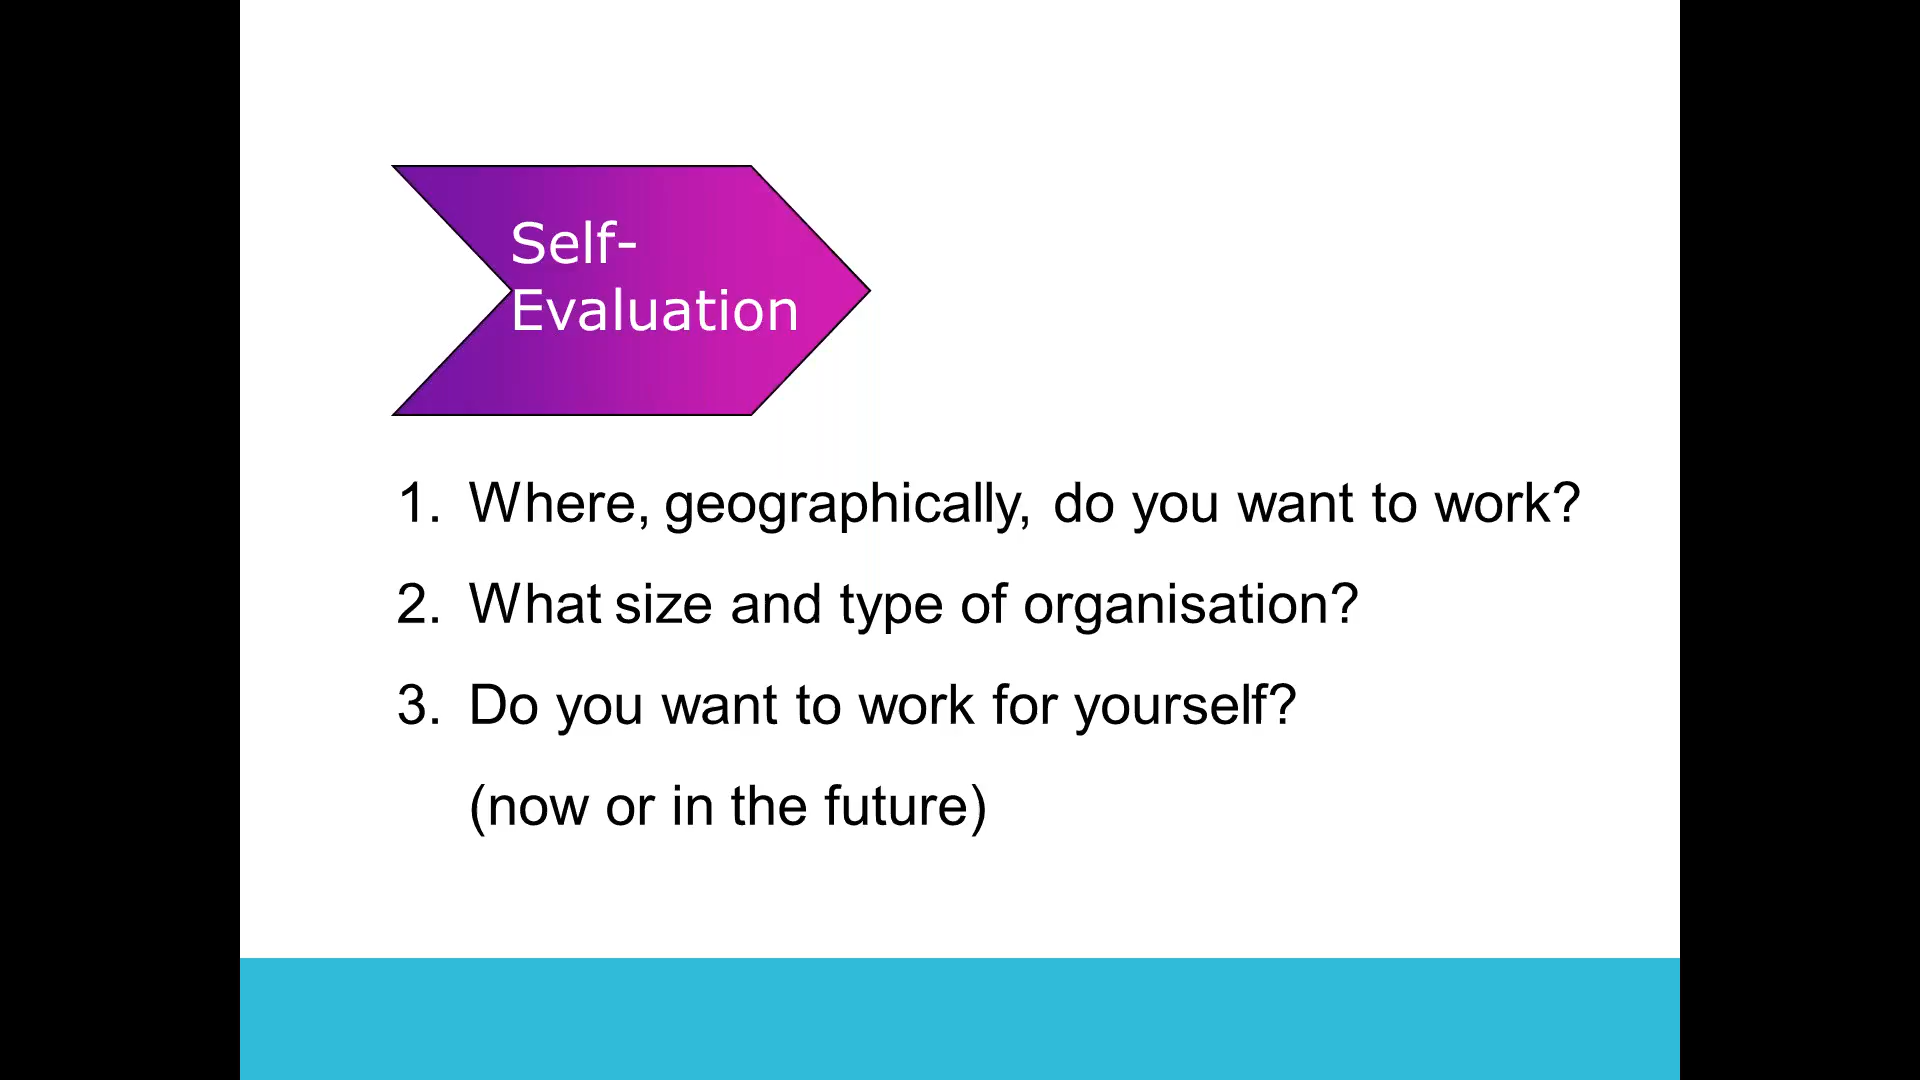 Self-
Evaluation
1. Where, geographically, do you want to work?
2. What size and type of organisation?
3. Do you want to work for yourself?
(now or in the future)